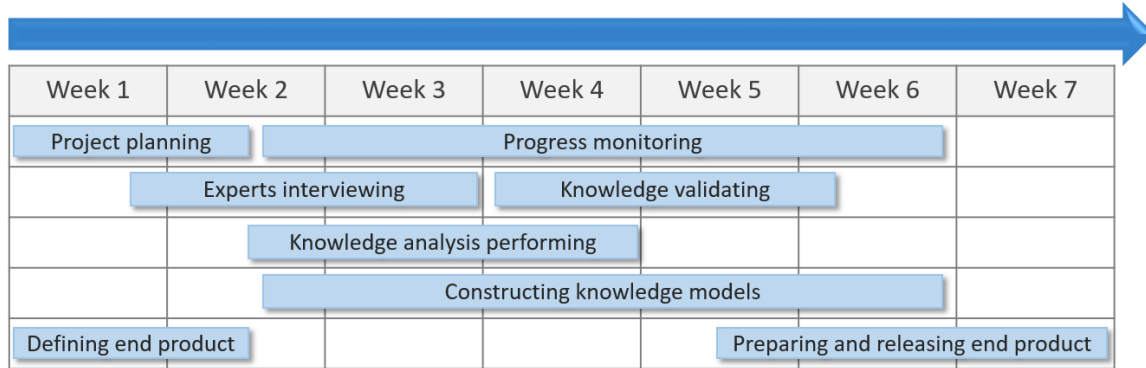 Week 1
Week 2
Week 3
Week 4
Week 5
Week 6
Week 7
Project planning
Progress monitoring
Experts interviewing
Knowledge validating
Knowledge analysis performing
Constructing knowledge models
Defining end product
Preparing and releasing end product